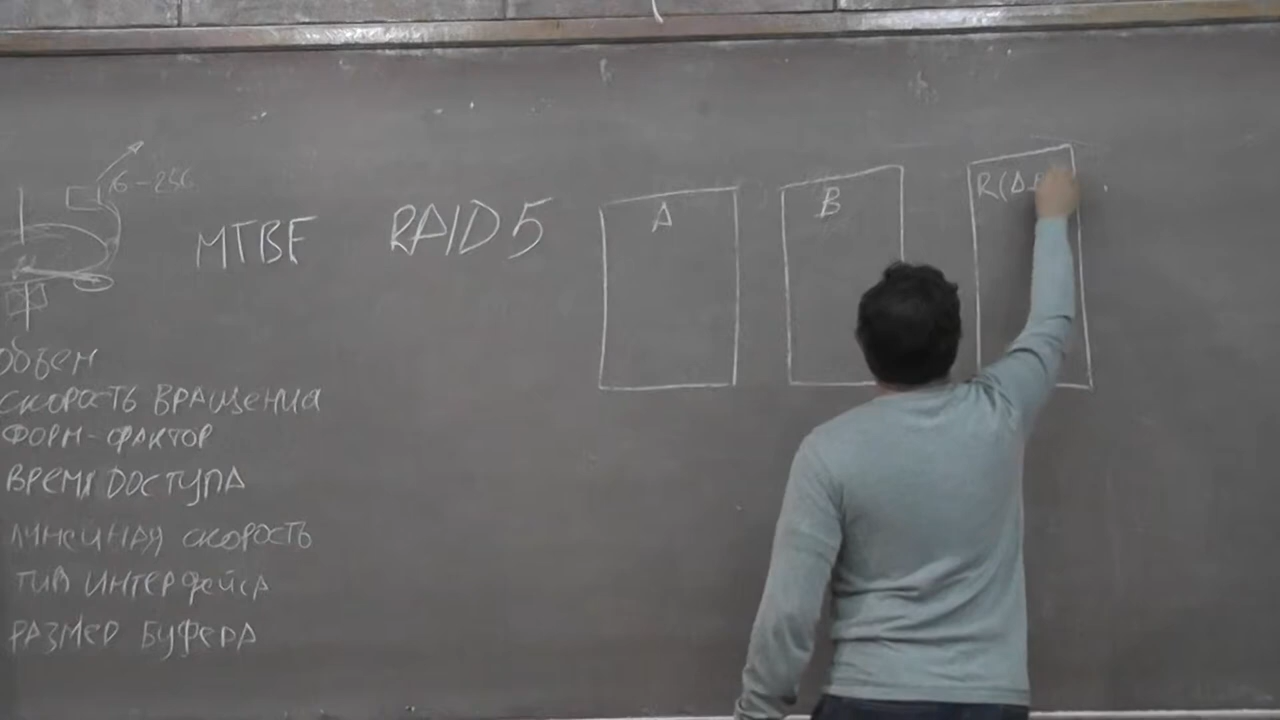 16-256
MTBF RAID 5
A
B
R(A
объем
скорость вращения
форм-фактор
время доступа
линейная скорость
тип интерфейса
размер буфера